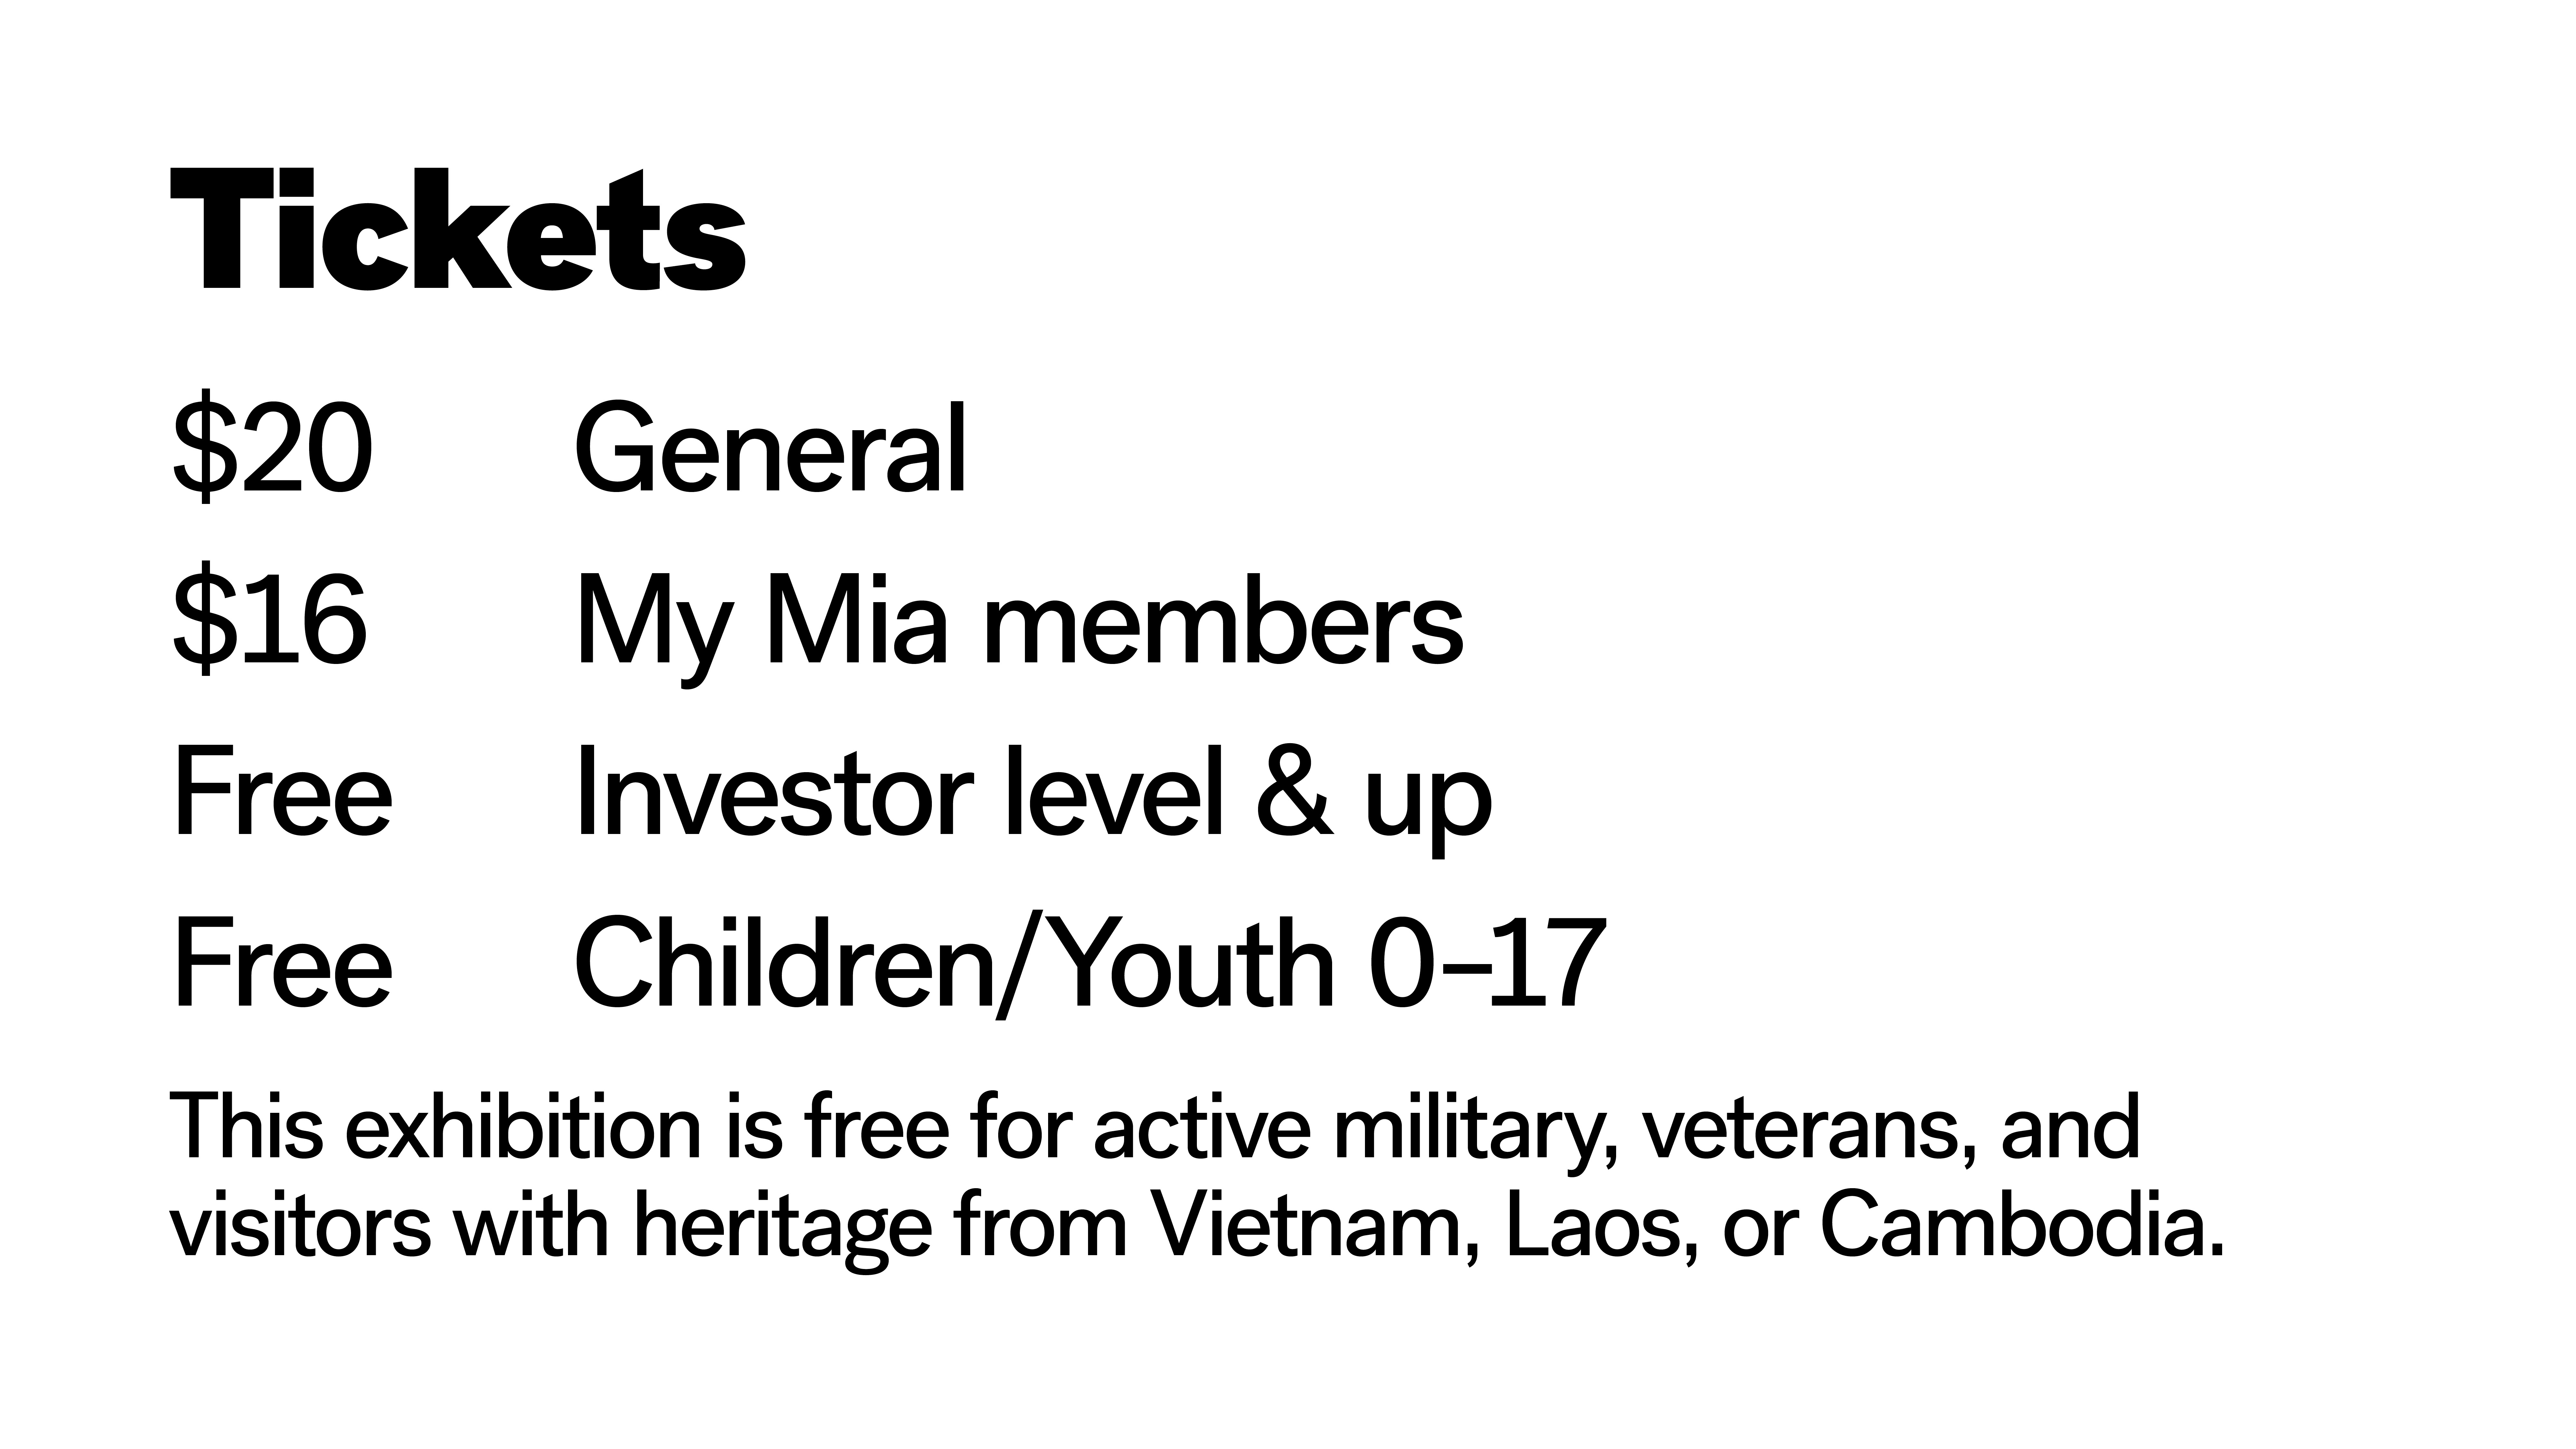 Tickets
$20 General
$16 My Mia members
Free Investor level & up
Free Children/Youth 0–17
This exhibition is free for active military, veterans, and
visitors with heritage from Vietnam, Laos, or Cambodia.